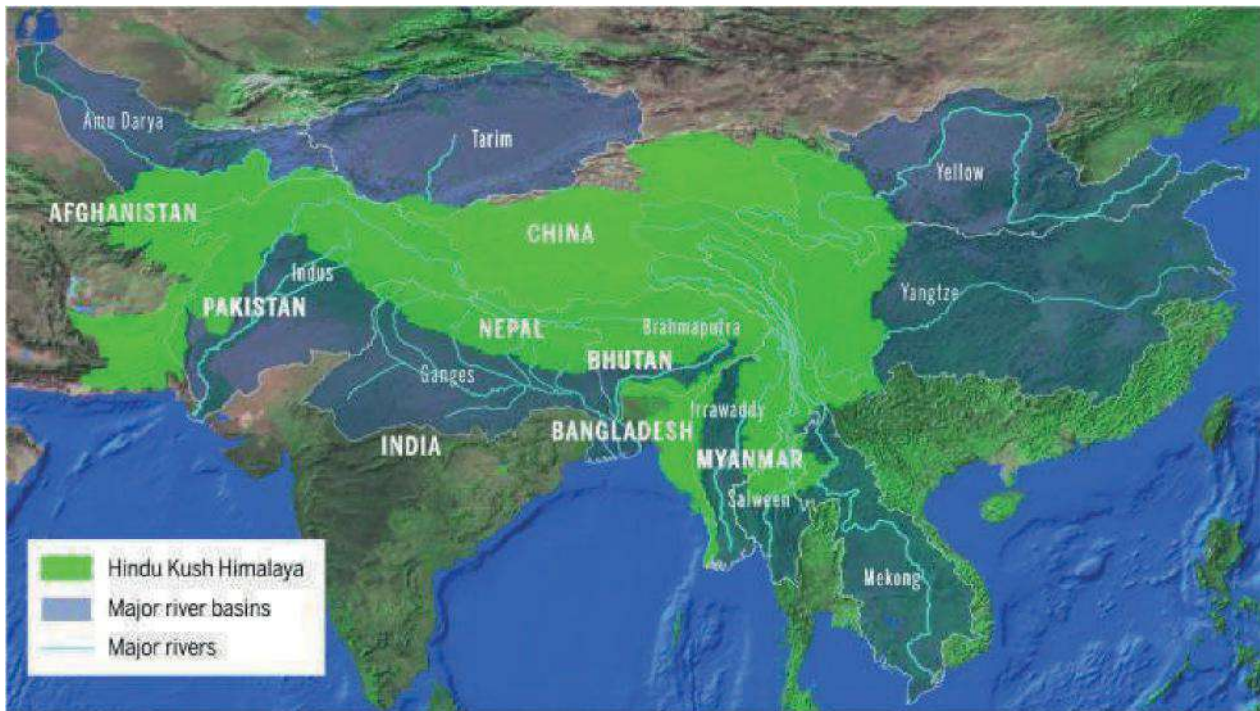 Amu Darya
Tarim
Yellow
AFGHANISTAN
CHINA
Indus
PAKISTAN
Yangtze
NEPAL
Brahmaputra
BHUTAN
Ganges
Irrawaddy
BANGLADESH
INDIA
MYANMAR
Salween
Mekong
Hindu Kush Himalaya
Major river basins
Major rivers